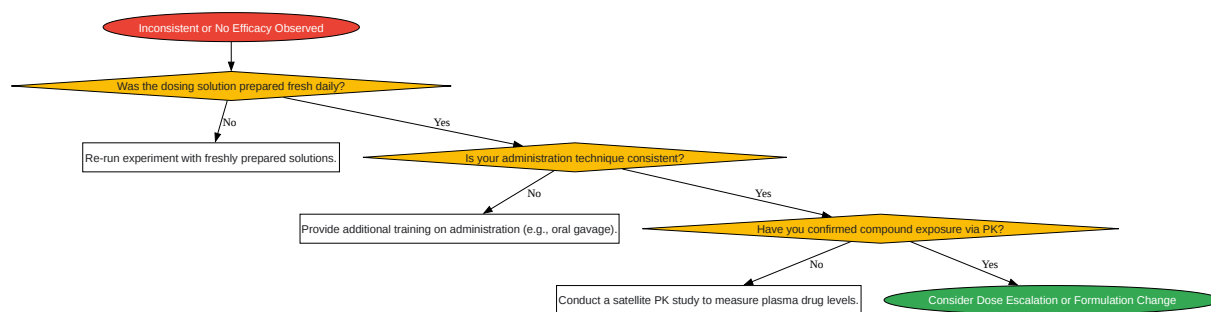 Inconsistent or No Efficacy Observed
Was the dosing solution prepared fresh daily?
No
Yes
Re-run experiment with freshly prepared solutions.
Is your administration technique consistent?
No
Yes
Provide additional training on administration (e.g., oral gavage).
Have you confirmed compound exposure via PK?
No
Yes
Conduct a satellite PK study to measure plasma drug levels.
Consider Dose Escalation or Formulation Change